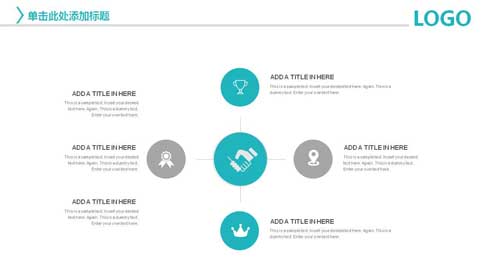 单击此处添加标题
LOGO
ADD A TITLE IN HERE
This is a sample text. Insert your desired
text here. Again. This is a dummy text.
Enter your own text here.
ADD A TITLE IN HERE
This is a sample text. Insert your desired text here. Again. This is a
dummy text. Enter your own text here.
ADD A TITLE IN HERE
This is a sample text. Insert your desired
text here. Again. This is a dummy text.
Enter your own text here.
ADD A TITLE IN HERE
This is a sample text. Insert your desired
text here. Again. This is a dummy text.
Enter your own text here.
ADD A TITLE IN HERE
This is a sample text. Insert your desired
text here. Again. This is a dummy text.
Enter your own text here.
ADD A TITLE IN HERE
This is a sample text. Insert your desired text here. Again. This is a
dummy text. Enter your own text here.